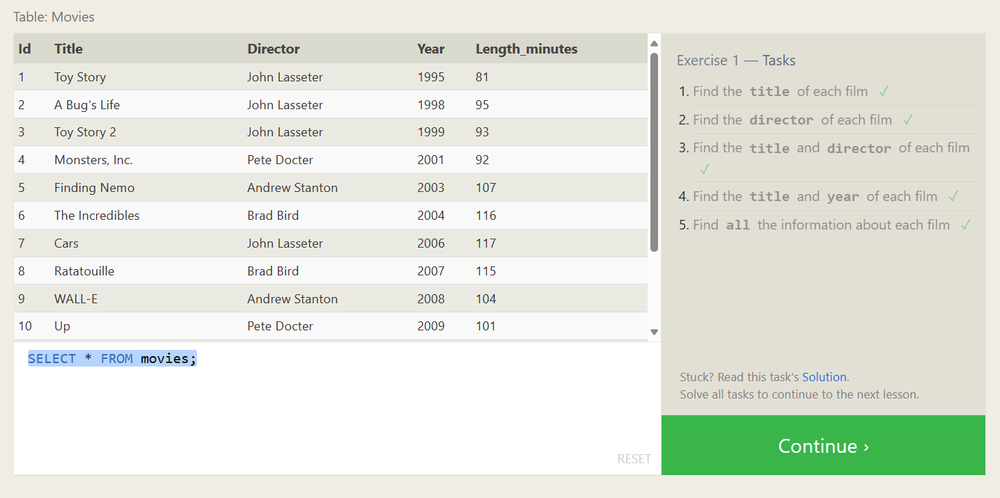 Table: Movies
Id Title Director Year Length_minutes
1 Toy Story John Lasseter 1995 81
2 A Bug's Life John Lasseter 1998 95
3 Toy Story 2 John Lasseter 1999 93
4 Monsters, Inc. Pete Docter 2001 92
5 Finding Nemo Andrew Stanton 2003 107
6 The Incredibles Brad Bird 2004 116
7 Cars John Lasseter 2006 117
8 Ratatouille Brad Bird 2007 115
9 WALL-E Andrew Stanton 2008 104
10 Up Pete Docter 2009 101
SELECT * FROM movies;
RESET
Exercise 1 — Tasks
1. Find the title of each film ✓
2. Find the director of each film ✓
3. Find the title and director of each film
✓
4. Find the title and year of each film ✓
5. Find all the information about each film ✓
Stuck? Read this task's Solution.
Solve all tasks to continue to the next lesson.
Continue ›